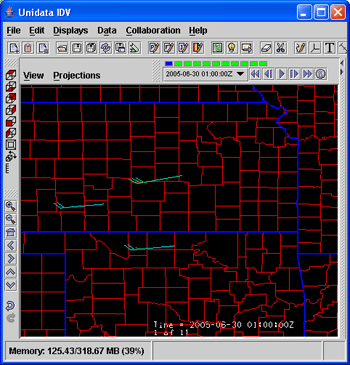 Unidata IDV
File Edit Displays Data Collaboration Help
View Projections
2005-06-30 01:00:00Z
Time = 2005-06-30 01:00:00Z
1 of 11
Memory: 125.43/318.67 MB (39%)